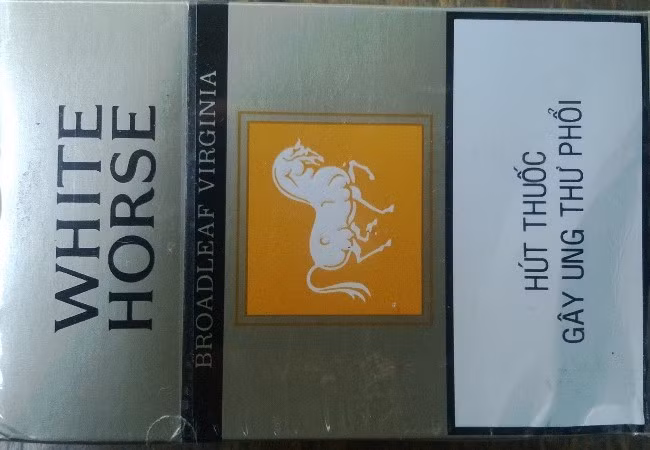 WHITE
HORSE
BROADLEAF VIRGINIA
HÚT THUỐC
GÂY UNG THƯ PHỔI